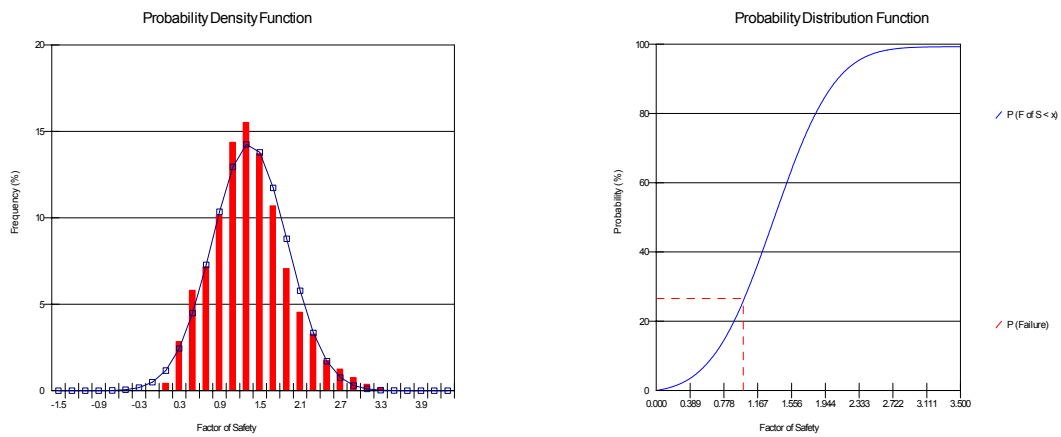 Probability Density Function
Frequency (%)
20
15
10
5
0
-1.5 -0.9 -0.3 0.3 0.9 1.5 2.1 2.7 3.3 3.9
Factor of Safety
Probability Distribution Function
Probability (%)
100
80
60
40
20
0
0.000 0.389 0.778 1.167 1.556 1.944 2.333 2.722 3.111 3.500
Factor of Safety
P (F of S < x)
P (Failure)